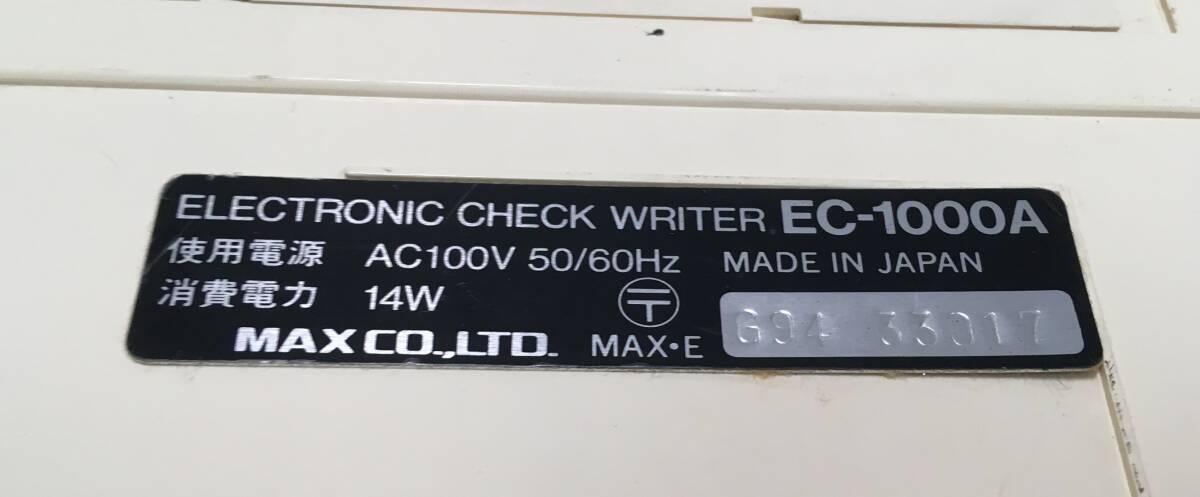 ELECTRONIC CHECK WRITER EC-1000A
使用電源 AC100V 50/60Hz MADE IN JAPAN
消費電力 14W 〒
MAX CO.,LTD. MAX•E G94 33017